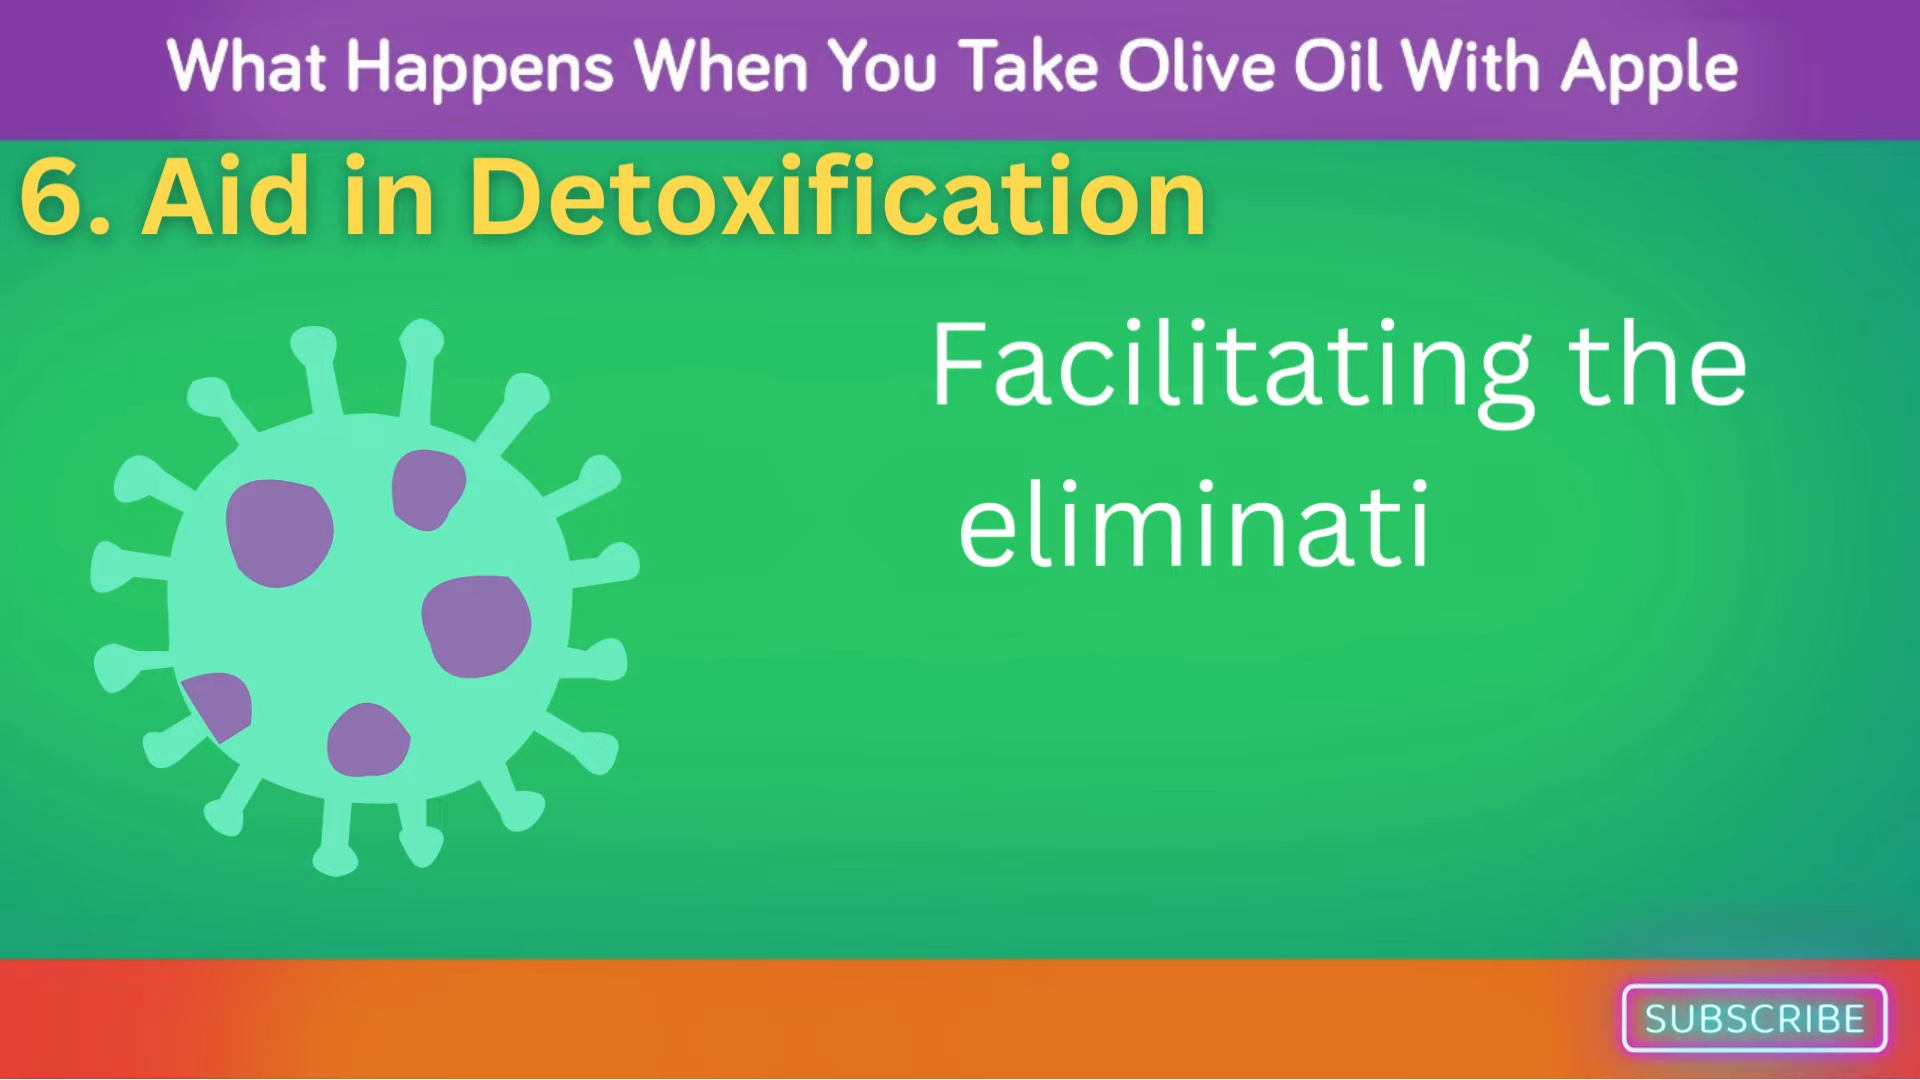 What Happens When You Take Olive Oil With Apple
6. Aid in Detoxification
Facilitating the
eliminati
SUBSCRIBE